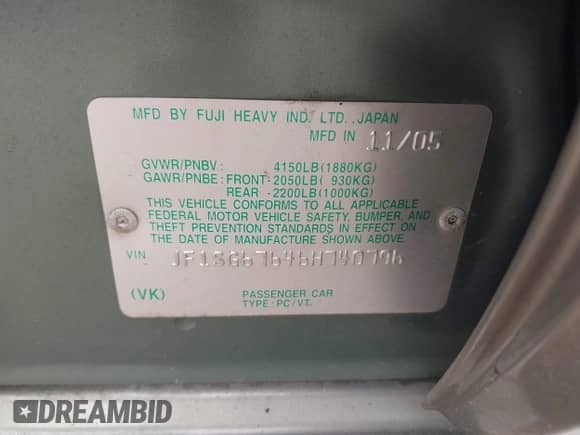 MFD BY FUJI HEAVY IND. LTD. JAPAN
MFD IN 11/05
GVWR/PNBV: 4150LB(1880KG)
GAWR/PNBE: FRONT-2050LB( 930KG)
REAR -2200LB(1000KG)
THIS VEHICLE CONFORMS TO ALL APPLICABLE
FEDERAL MOTOR VEHICLE SAFETY, BUMPER, AND
THEFT PREVENTION STANDARDS IN EFFECT ON
THE DATE OF MANUFACTURE SHOWN ABOVE.
VIN JF1SG67646H740796
(VK) PASSENGER CAR
TYPE: PC/VT.
DREAMBID